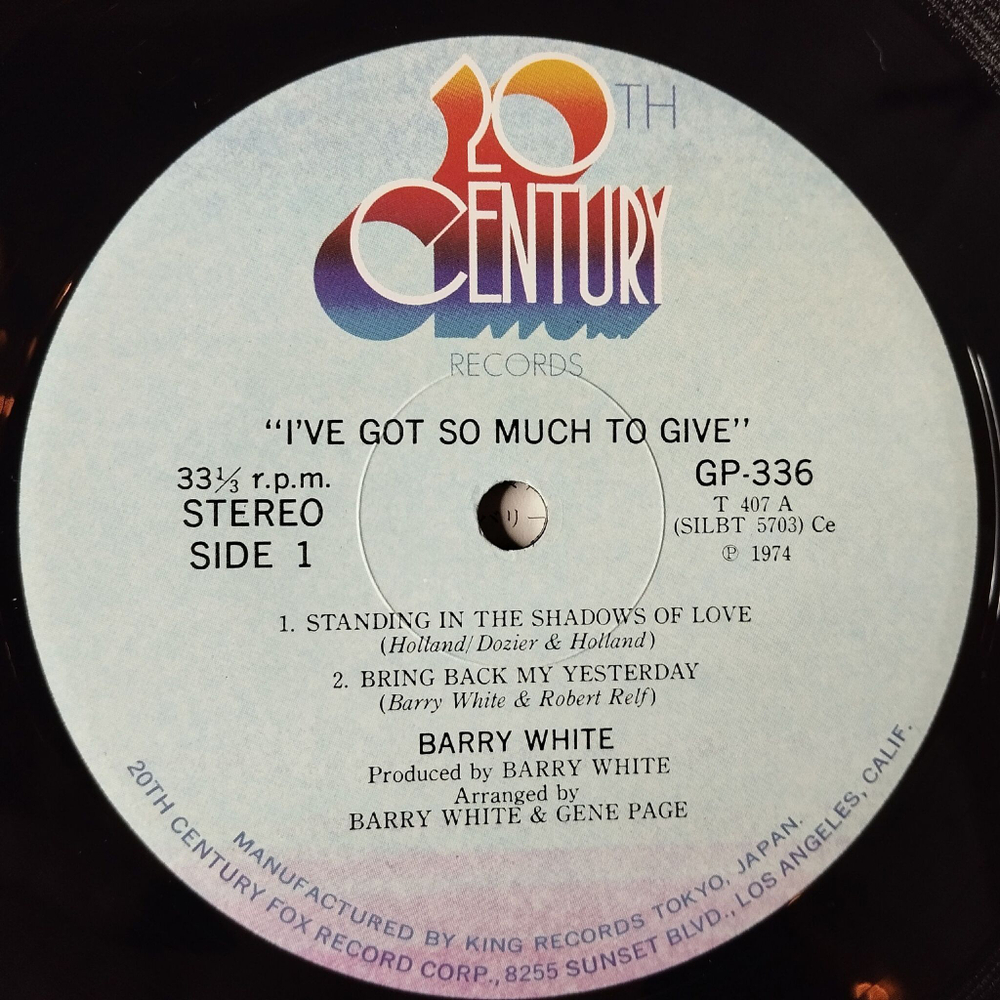 20TH
CENTURY
RECORDS
“I'VE GOT SO MUCH TO GIVE”
33⅓ r.p.m.
STEREO
SIDE 1
GP-336
T 407 A
(SILBT 5703) Ce
Ⓟ 1974
1. STANDING IN THE SHADOWS OF LOVE
(Holland/Dozier & Holland)
2. BRING BACK MY YESTERDAY
(Barry White & Robert Relf)
BARRY WHITE
Produced by BARRY WHITE
Arranged by
BARRY WHITE & GENE PAGE
MANUFACTURED BY KING RECORDS TOKYO, JAPAN.
20TH CENTURY FOX RECORD CORP., 8255 SUNSET BLVD., LOS ANGELES, CALIF.